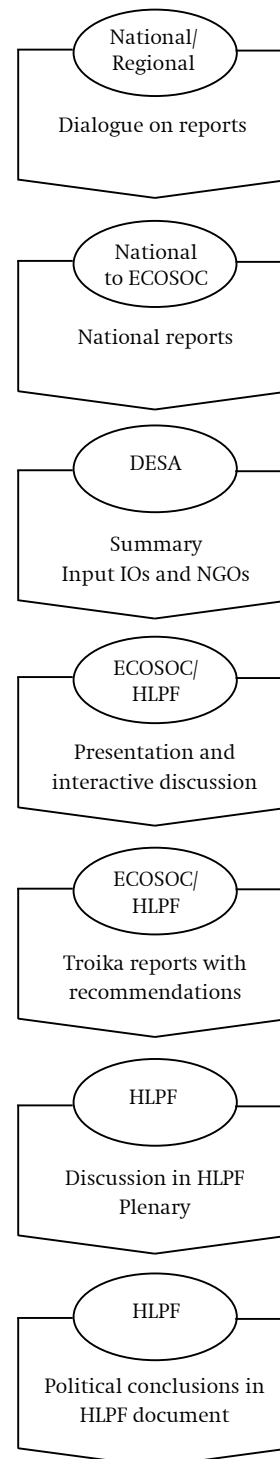 National/
Regional
Dialogue on reports
National
to ECOSOC
National reports
DESA
Summary
Input IOs and NGOs
ECOSOC/
HLPF
Presentation and
interactive discussion
ECOSOC/
HLPF
Troika reports with
recommendations
HLPF
Discussion in HLPF
Plenary
HLPF
Political conclusions in
HLPF document